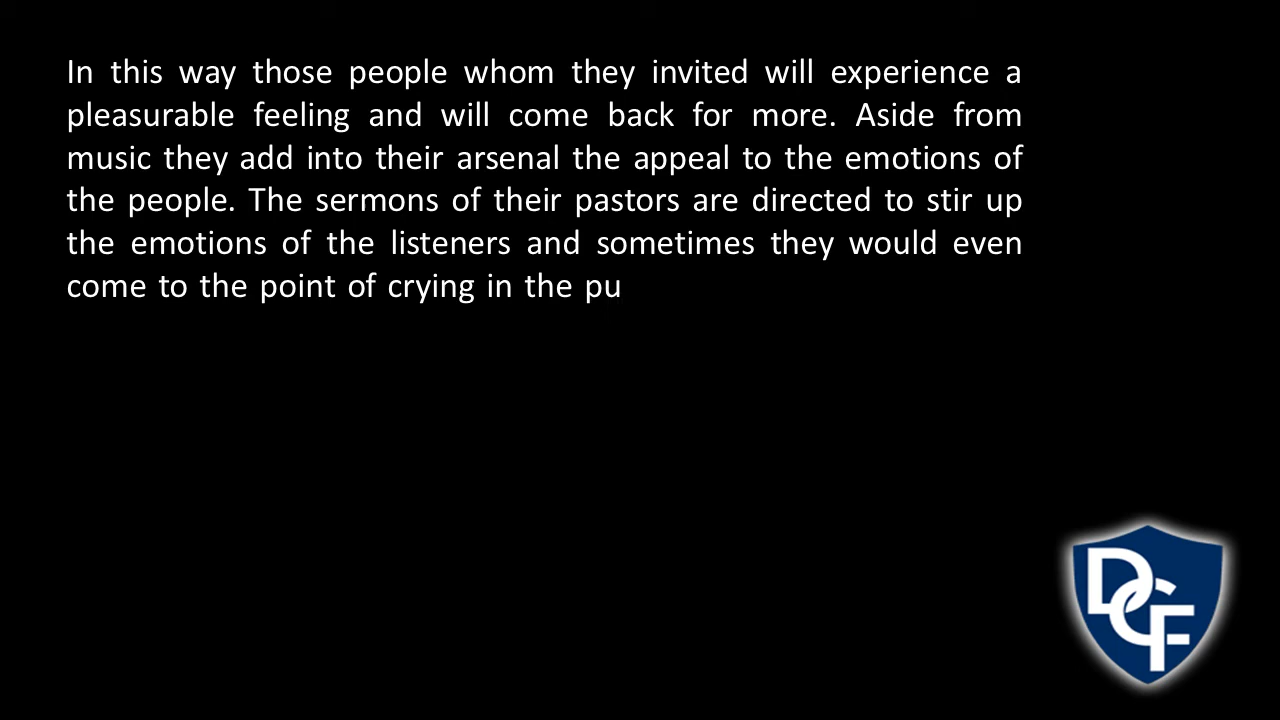 In this way those people whom they invited will experience a
pleasurable feeling and will come back for more. Aside from
music they add into their arsenal the appeal to the emotions of
the people. The sermons of their pastors are directed to stir up
the emotions of the listeners and sometimes they would even
come to the point of crying in the pu
DCF